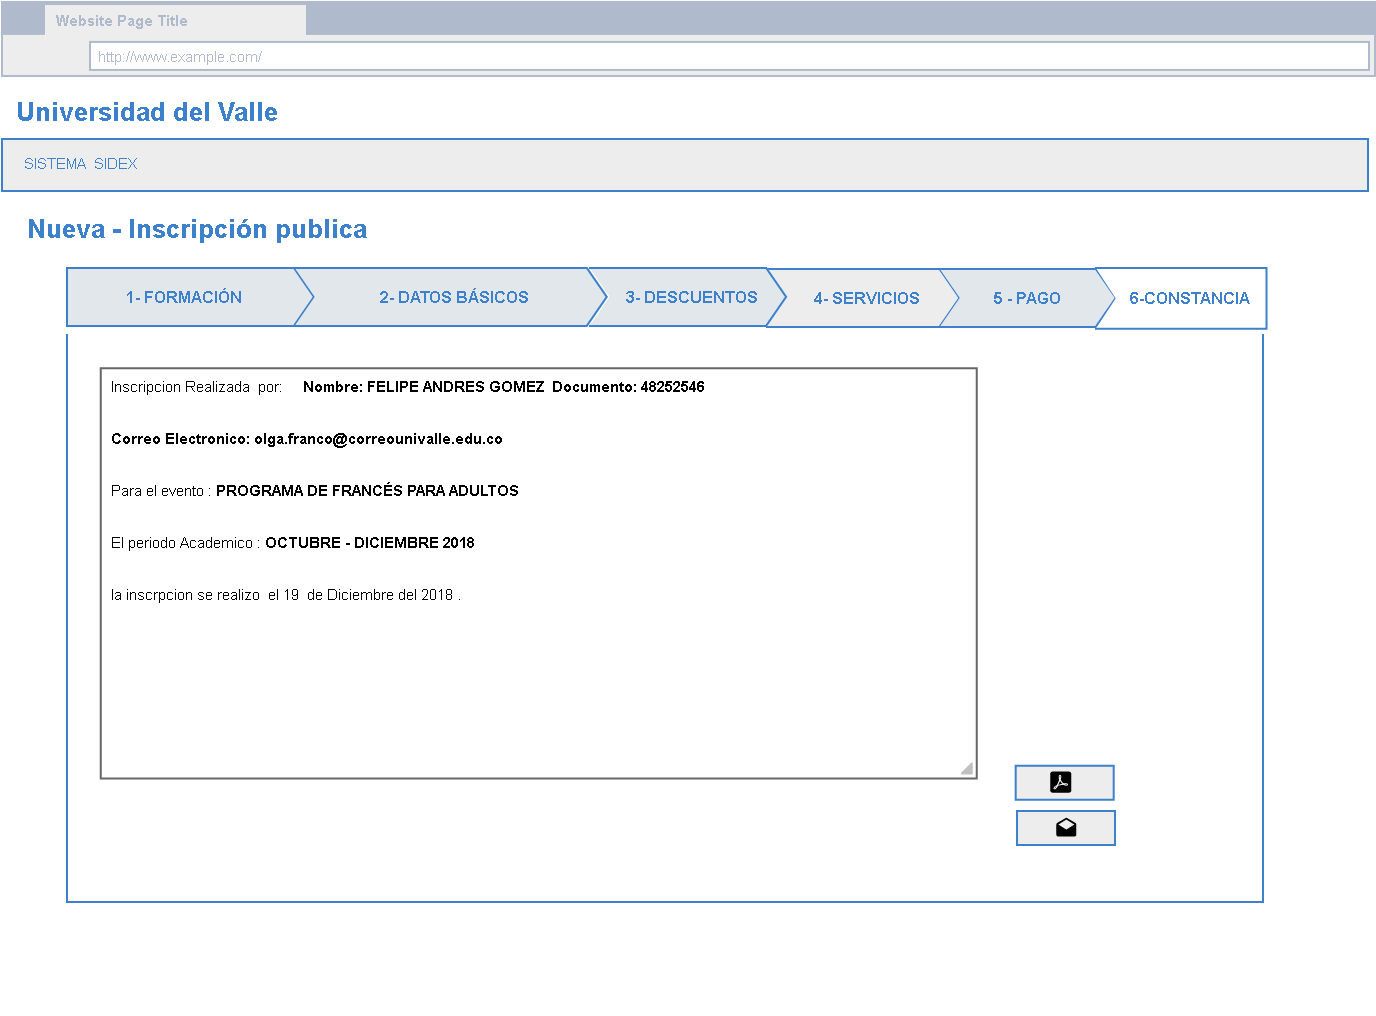 Website Page Title
http://www.example.com/
Universidad del Valle
SISTEMA SIDEX
Nueva - Inscripción publica
1- FORMACIÓN
2- DATOS BÁSICOS
3- DESCUENTOS
4- SERVICIOS
5 - PAGO
6-CONSTANCIA
Inscripcion Realizada por: Nombre: FELIPE ANDRES GOMEZ Documento: 48252546
Correo Electronico: olga.franco@correounivalle.edu.co
Para el evento : PROGRAMA DE FRANCÉS PARA ADULTOS
El periodo Academico : OCTUBRE - DICIEMBRE 2018
la inscrpcion se realizo el 19 de Diciembre del 2018 .